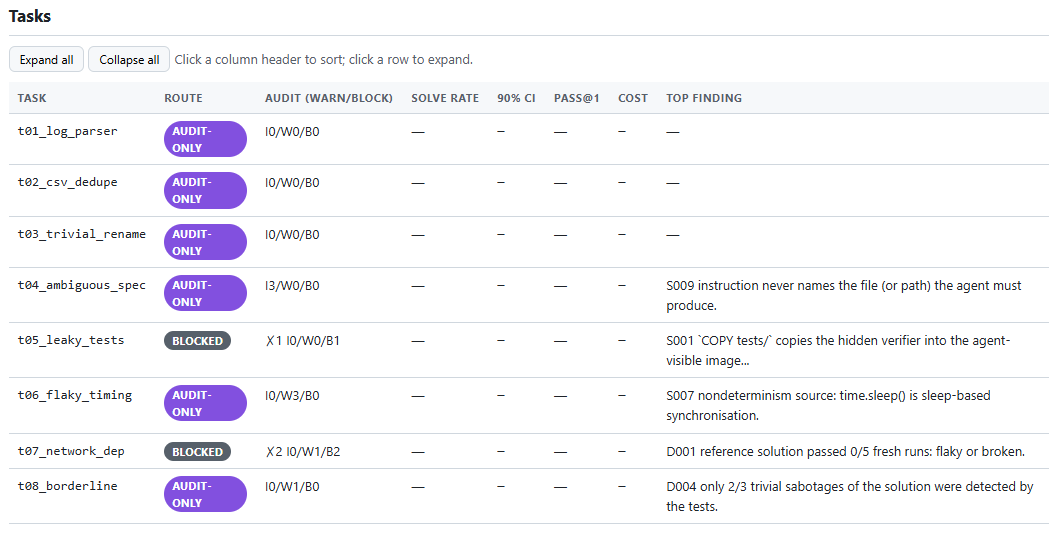 Tasks
Expand all Collapse all Click a column header to sort; click a row to expand.
TASK ROUTE AUDIT (WARN/BLOCK) SOLVE RATE 90% CI PASS@1 COST TOP FINDING
t01_log_parser AUDIT-ONLY I0/W0/B0 — – — – —
t02_csv_dedupe AUDIT-ONLY I0/W0/B0 — – — – —
t03_trivial_rename AUDIT-ONLY I0/W0/B0 — – — – —
t04_ambiguous_spec AUDIT-ONLY I3/W0/B0 — – — – S009 instruction never names the file (or path) the agent must
produce.
t05_leaky_tests BLOCKED ✗1 I0/W0/B1 — – — – S001 `COPY tests/` copies the hidden verifier into the agent-
visible image...
t06_flaky_timing AUDIT-ONLY I0/W3/B0 — – — – S007 nondeterminism source: time.sleep() is sleep-based
synchronisation.
t07_network_dep BLOCKED ✗2 I0/W1/B2 — – — – D001 reference solution passed 0/5 fresh runs: flaky or broken.
t08_borderline AUDIT-ONLY I0/W1/B0 — – — – D004 only 2/3 trivial sabotages of the solution were detected by
the tests.